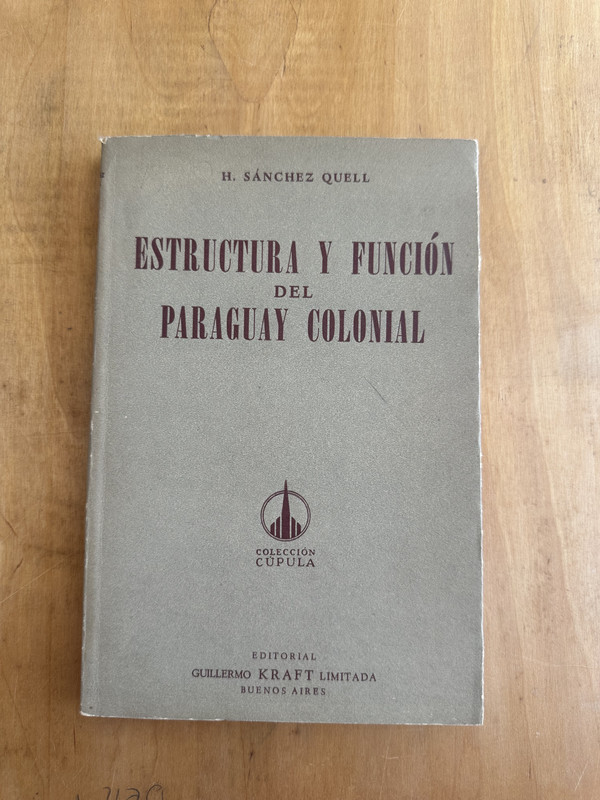 H. SÁNCHEZ QUELL
ESTRUCTURA Y FUNCIÓN
DEL
PARAGUAY COLONIAL
COLECCIÓN
CÚPULA
EDITORIAL
GUILLERMO KRAFT LIMITADA
BUENOS AIRES